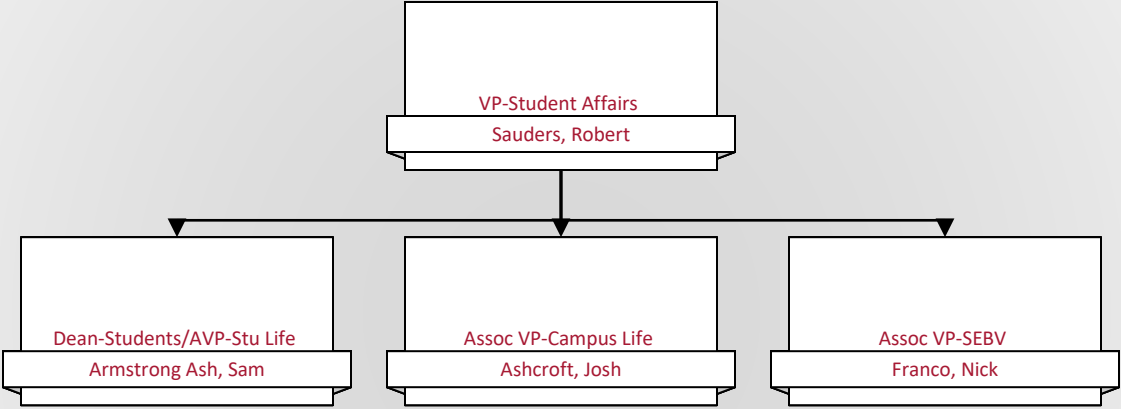 VP-Student Affairs
Sauders, Robert
Dean-Students/AVP-Stu Life
Armstrong Ash, Sam
Assoc VP-Campus Life
Ashcroft, Josh
Assoc VP-SEBV
Franco, Nick